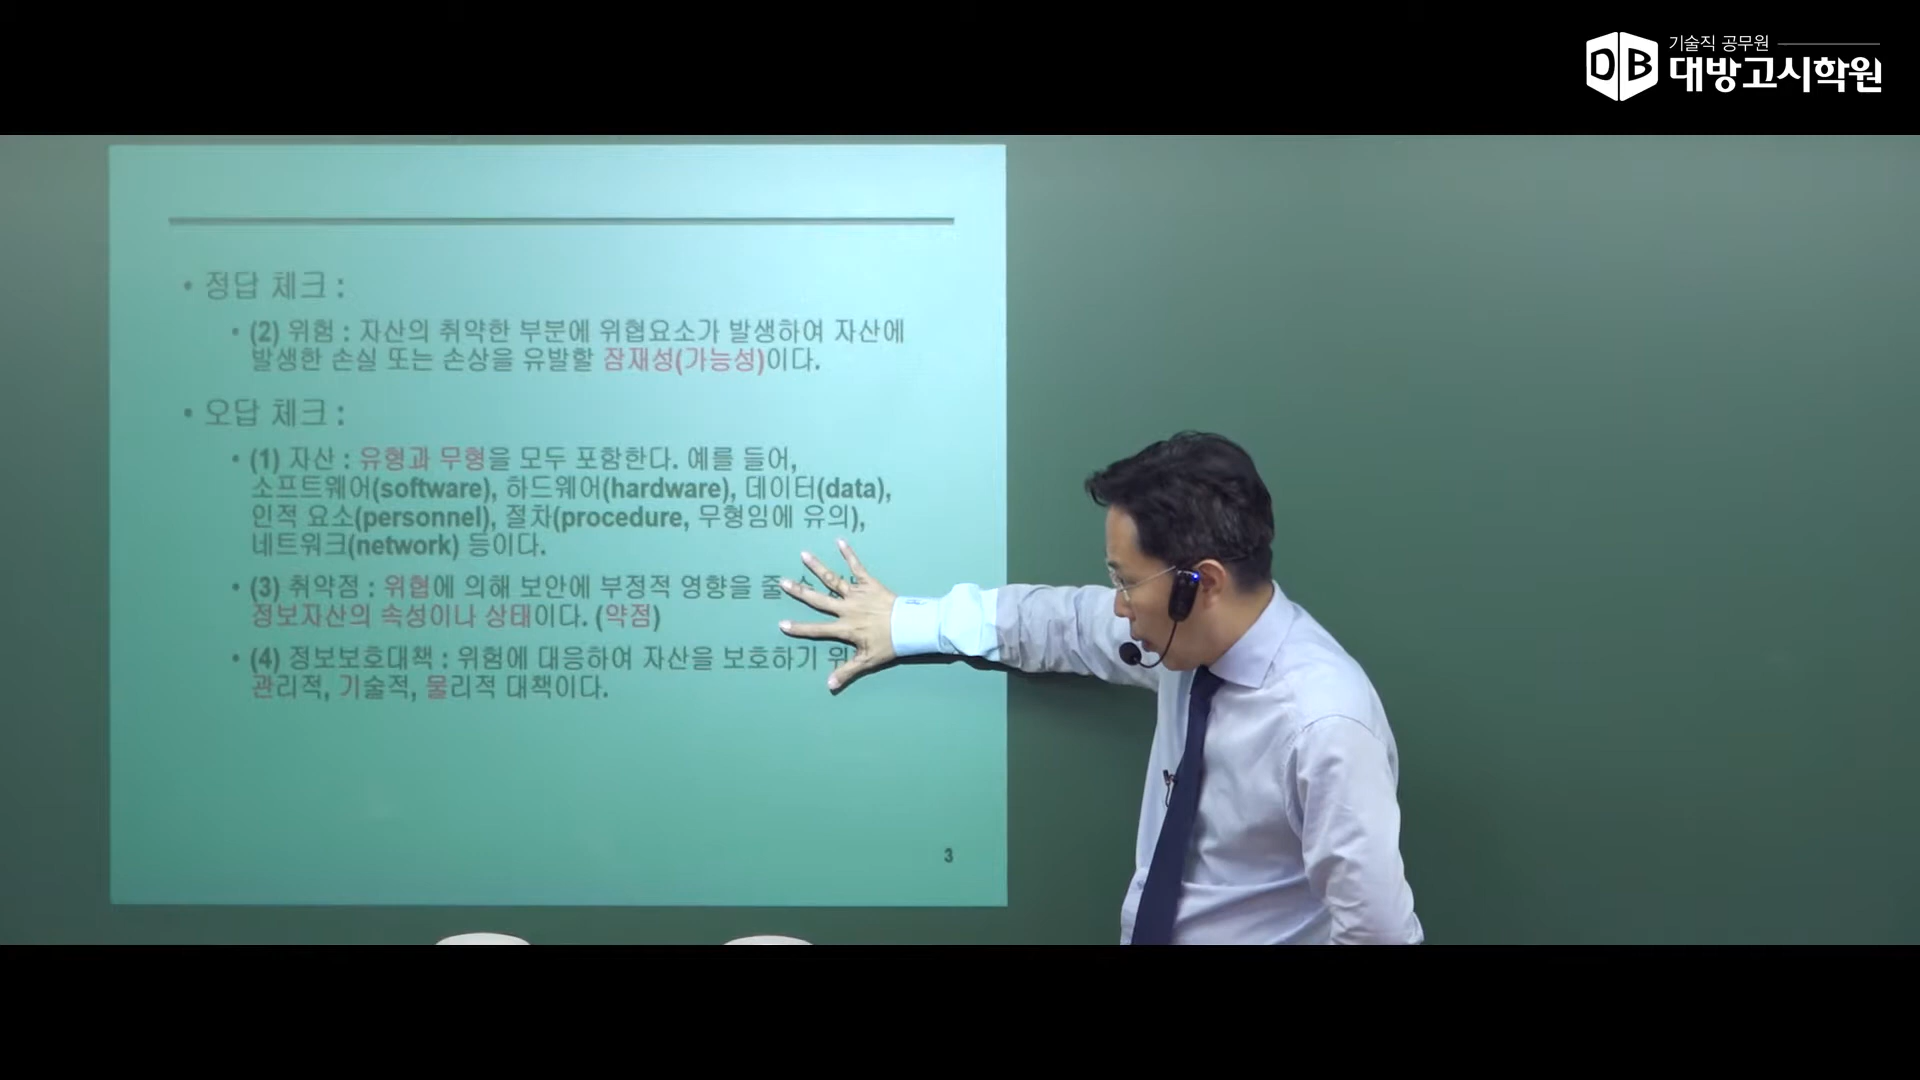 기술직 공무원
DB 대방고시학원
• 정답 체크 :
• (2) 위험 : 자산의 취약한 부분에 위협요소가 발생하여 자산에
발생한 손실 또는 손상을 유발할 잠재성(가능성)이다.
• 오답 체크 :
• (1) 자산 : 유형과 무형을 모두 포함한다. 예를 들어,
소프트웨어(software), 하드웨어(hardware), 데이터(data),
인적 요소(personnel), 절차(procedure, 무형임에 유의),
네트워크(network) 등이다.
• (3) 취약점 : 위협에 의해 보안에 부정적 영향을 줄
정보자산의 속성이나 상태이다. (약점)
• (4) 정보보호대책 : 위험에 대응하여 자산을 보호하기
관리적, 기술적, 물리적 대책이다.
3